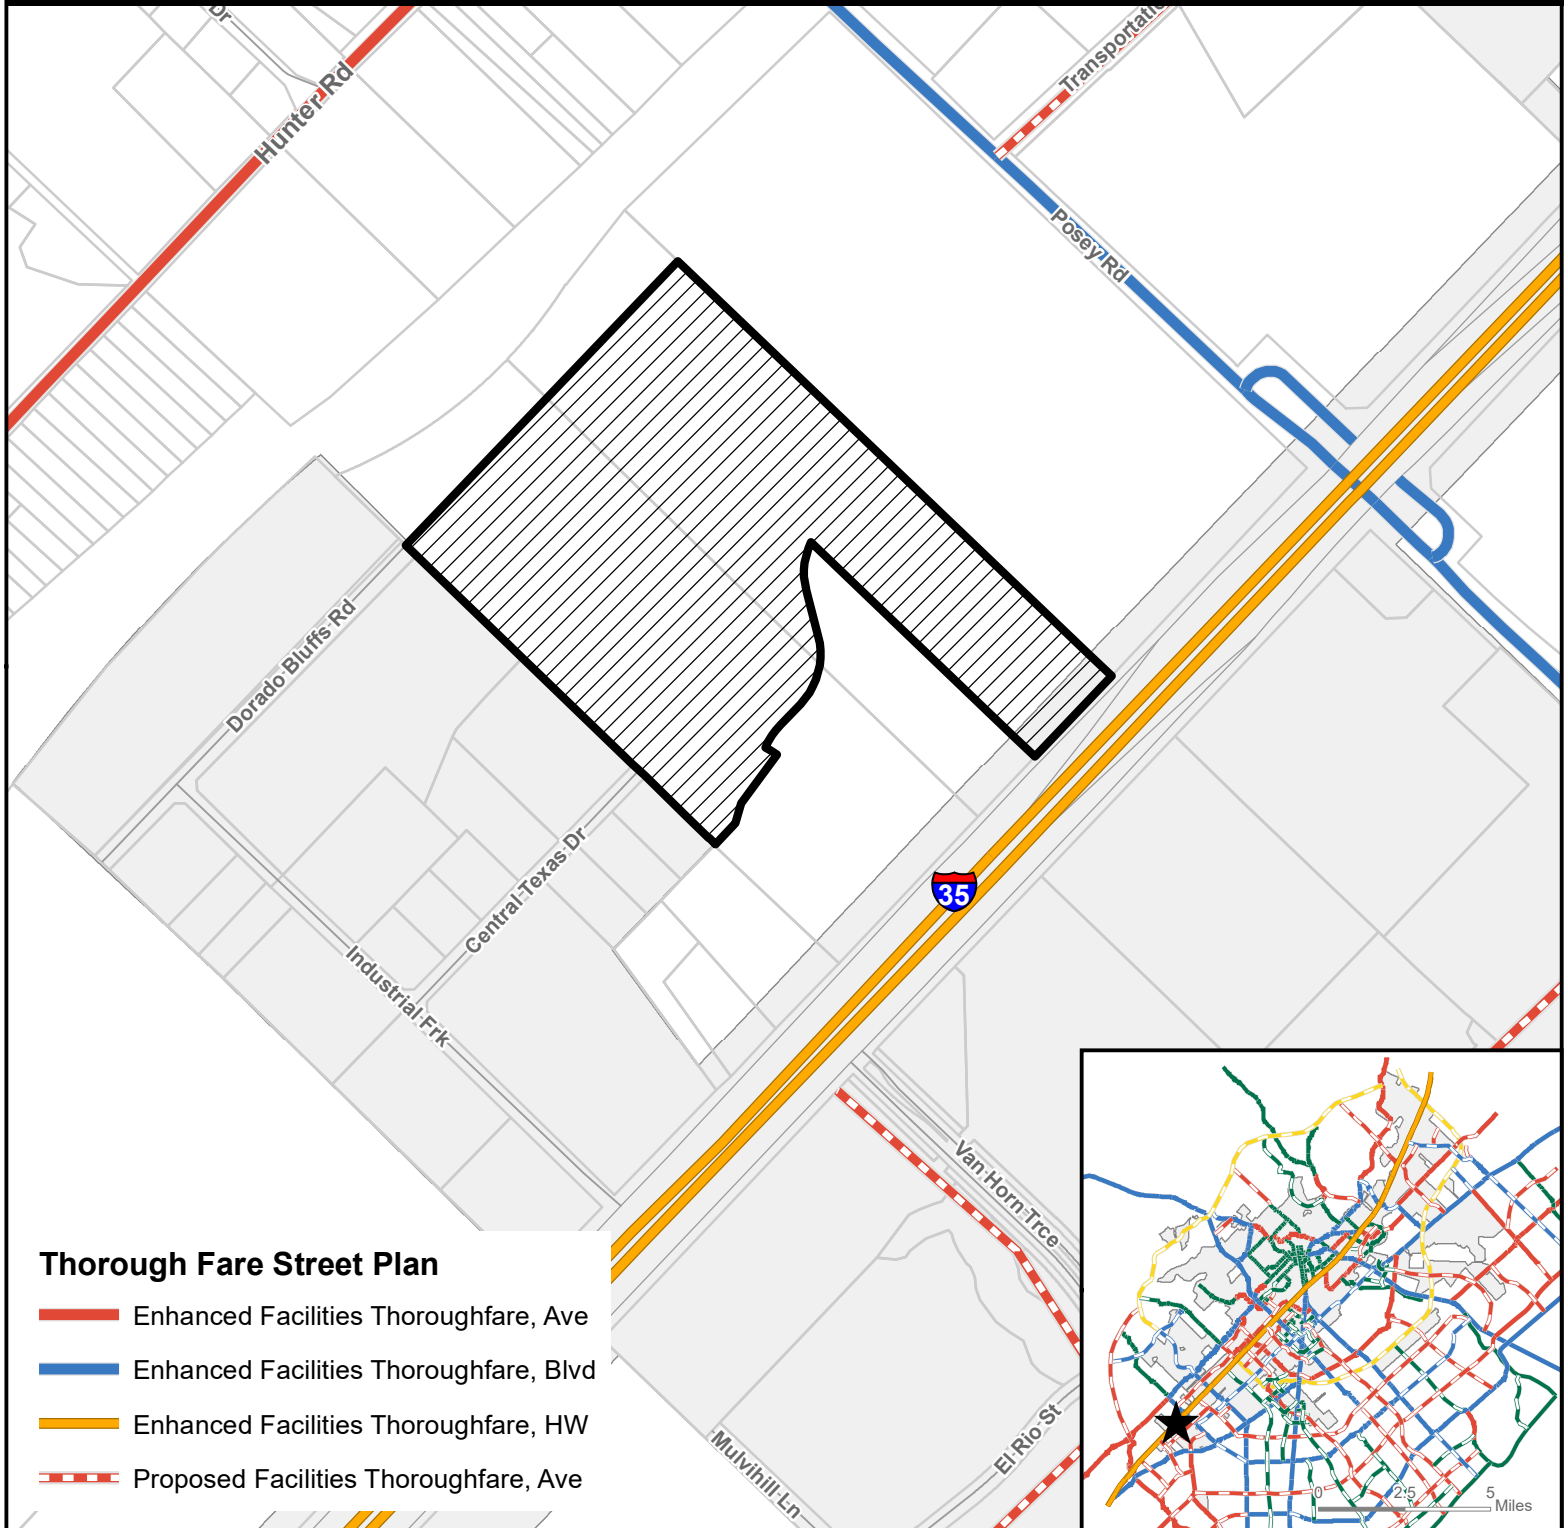 Dr
Hunter Rd
Transportatio
Posey Rd
Dorado Bluffs Rd
Central Texas Dr
Industrial Frk
35
Van Horn Trce
Mulvihill Ln
El Rio St
Thorough Fare Street Plan
Enhanced Facilities Thoroughfare, Ave
Enhanced Facilities Thoroughfare, Blvd
Enhanced Facilities Thoroughfare, HW
Proposed Facilities Thoroughfare, Ave
0 2.5 5
Miles